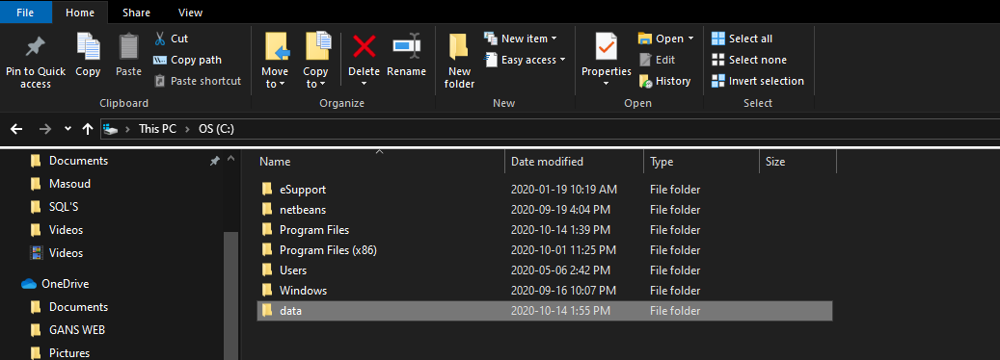 File Home Share View
Pin to Quick access
Copy
Paste
Cut
Copy path
Paste shortcut
Clipboard
Move to
Copy to
Delete
Rename
Organize
New folder
New item
Easy access
New
Properties
Open
Edit
History
Open
Select all
Select none
Invert selection
Select
This PC > OS (C:)
Documents
Masoud
SQL'S
Videos
Videos
OneDrive
Documents
GANS WEB
Pictures
Name Date modified Type Size
eSupport 2020-01-19 10:19 AM File folder
netbeans 2020-09-19 4:04 PM File folder
Program Files 2020-10-14 1:39 PM File folder
Program Files (x86) 2020-10-01 11:25 PM File folder
Users 2020-05-06 2:42 PM File folder
Windows 2020-09-16 10:07 PM File folder
data 2020-10-14 1:55 PM File folder